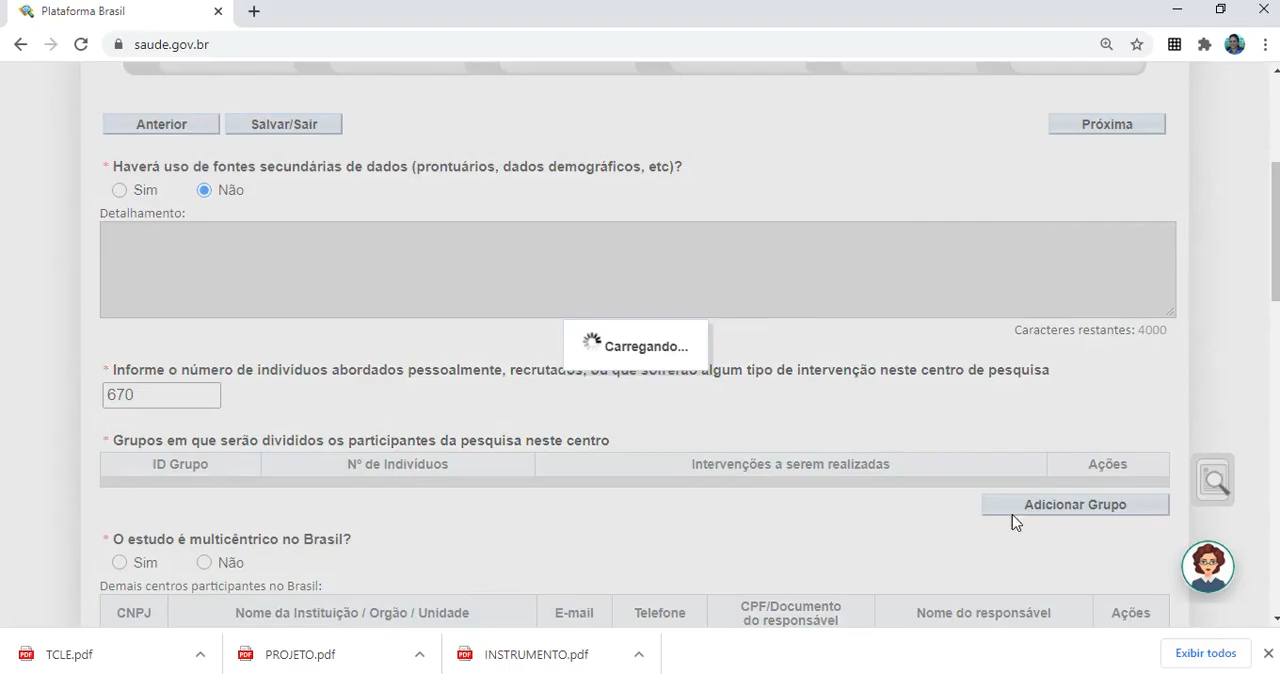 Plataforma Brasil
saude.gov.br
Anterior
Salvar/Sair
Próxima
* Haverá uso de fontes secundárias de dados (prontuários, dados demográficos, etc)?
Sim
Não
Detalhamento:
Caracteres restantes: 4000
Carregando...
* Informe o número de indivíduos abordados pessoalmente, recrutados, ou que sofrerão algum tipo de intervenção neste centro de pesquisa
670
* Grupos em que serão divididos os participantes da pesquisa neste centro
ID Grupo
Nº de Indivíduos
Intervenções a serem realizadas
Ações
Adicionar Grupo
* O estudo é multicêntrico no Brasil?
Sim
Não
Demais centros participantes no Brasil:
CNPJ
Nome da Instituição / Orgão / Unidade
E-mail
Telefone
CPF/Documento
do responsável
Nome do responsável
Ações
TCLE.pdf
PROJETO.pdf
INSTRUMENTO.pdf
Exibir todos